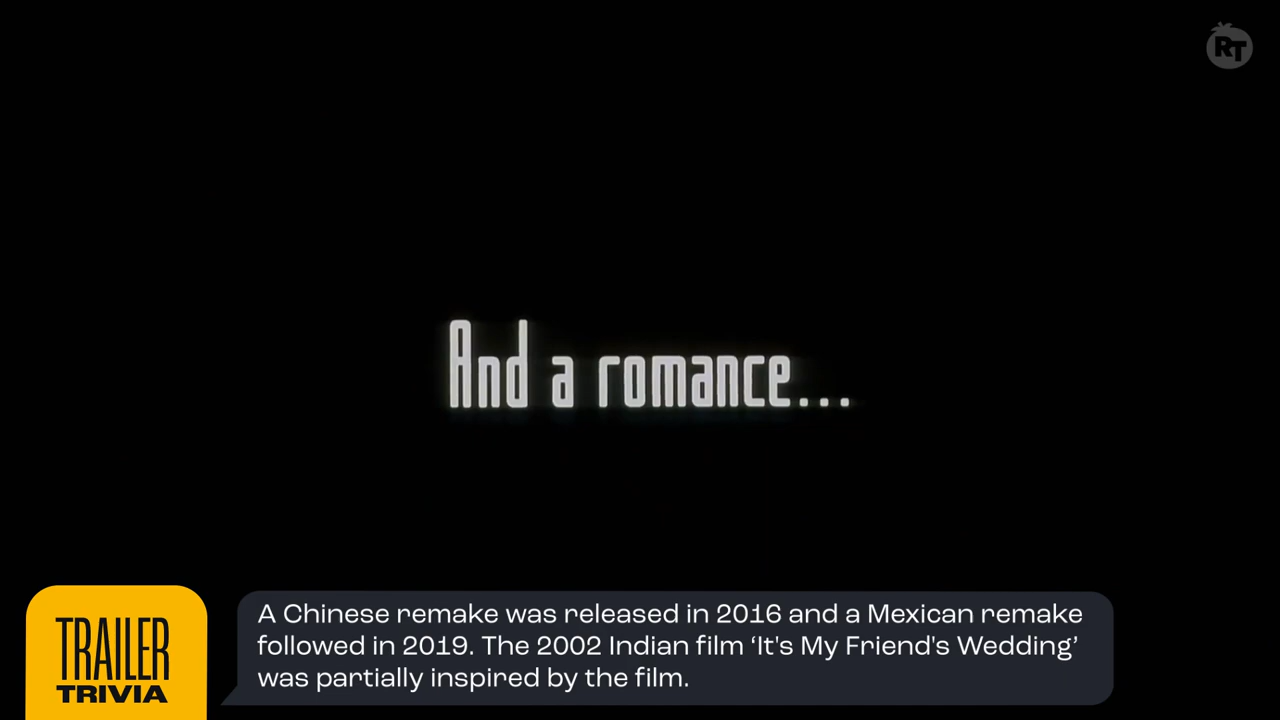 RT
And a romance...
TRAILER
TRIVIA
A Chinese remake was released in 2016 and a Mexican remake
followed in 2019. The 2002 Indian film ‘It's My Friend's Wedding’
was partially inspired by the film.